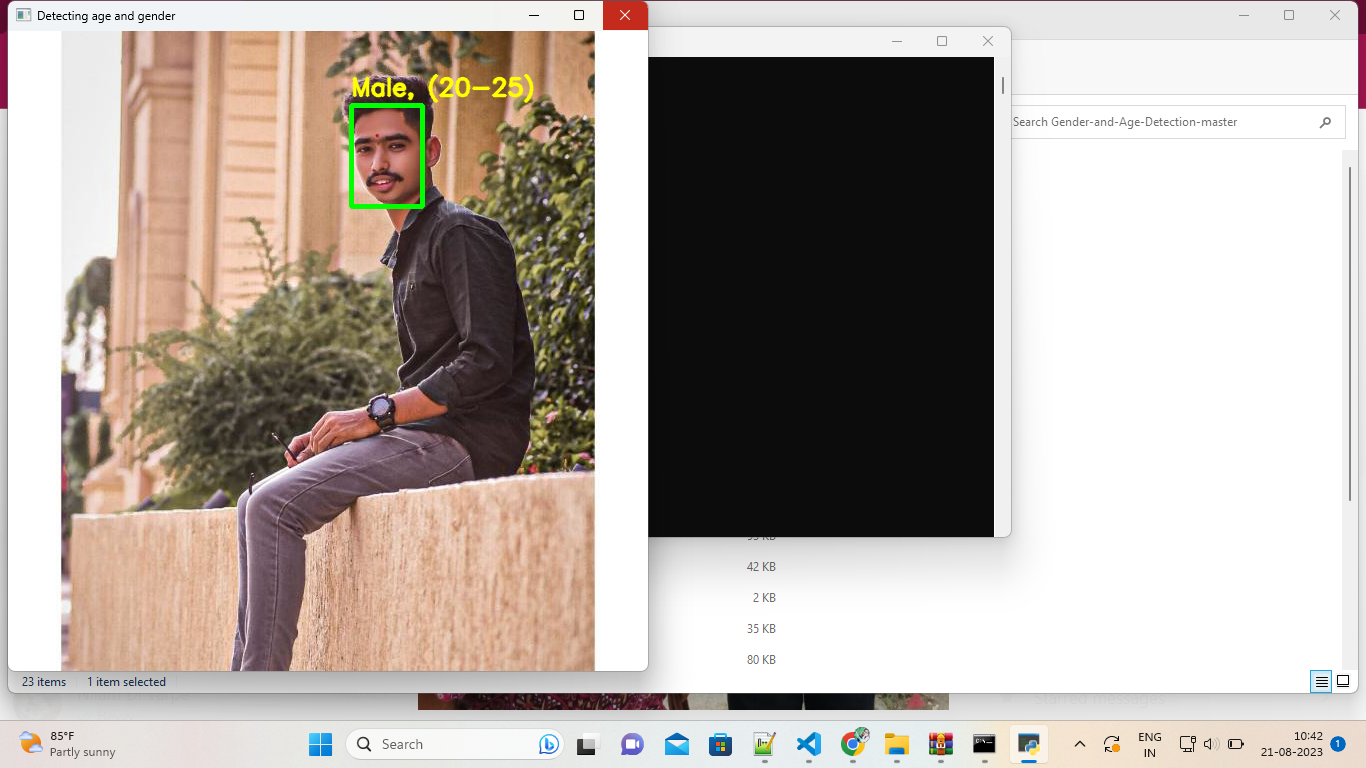 Detecting age and gender
Male, (20-25)
Search Gender-and-Age-Detection-master
42 KB
2 KB
35 KB
80 KB
23 items
1 item selected
Starred messages
85°F
Partly sunny
Search
ENG
IN
10:42
21-08-2023
1